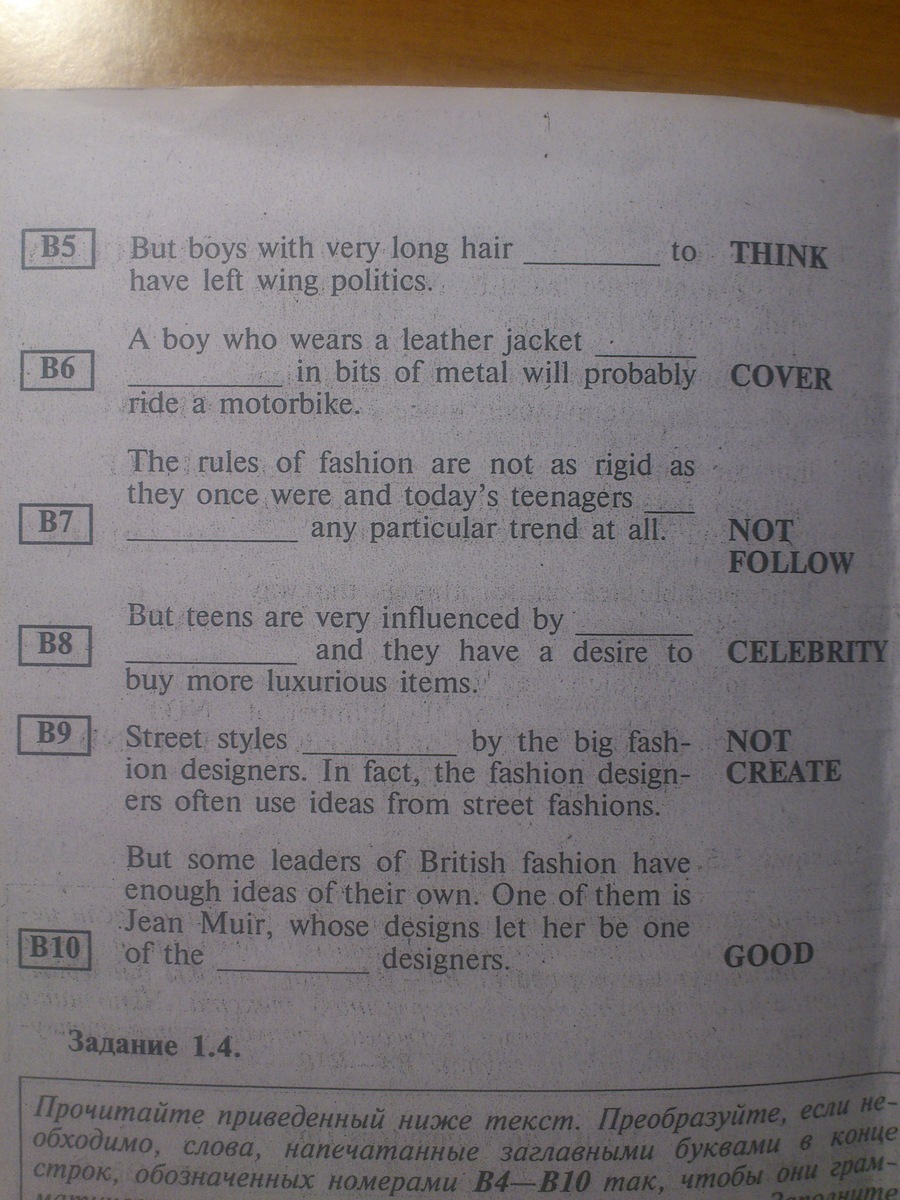 B5 But boys with very long hair ________ to THINK
have left wing politics.
A boy who wears a leather jacket ______
B6 _________ in bits of metal will probably COVER
ride a motorbike.
The rules of fashion are not as rigid as
they once were and today's teenagers ___
B7 __________ any particular trend at all. NOT
FOLLOW
But teens are very influenced by _______
B8 __________ and they have a desire to CELEBRITY
buy more luxurious items.
B9 Street styles _________ by the big fash- NOT
ion designers. In fact, the fashion design- CREATE
ers often use ideas from street fashions.
But some leaders of British fashion have
enough ideas of their own. One of them is
Jean Muir, whose designs let her be one
B10 of the _________ designers. GOOD
Задание 1.4.
Прочитайте приведенный ниже текст. Преобразуйте, если не-
обходимо, слова, напечатанные заглавными буквами в конце
строк, обозначенных номерами B4—B10 так, чтобы они грам-